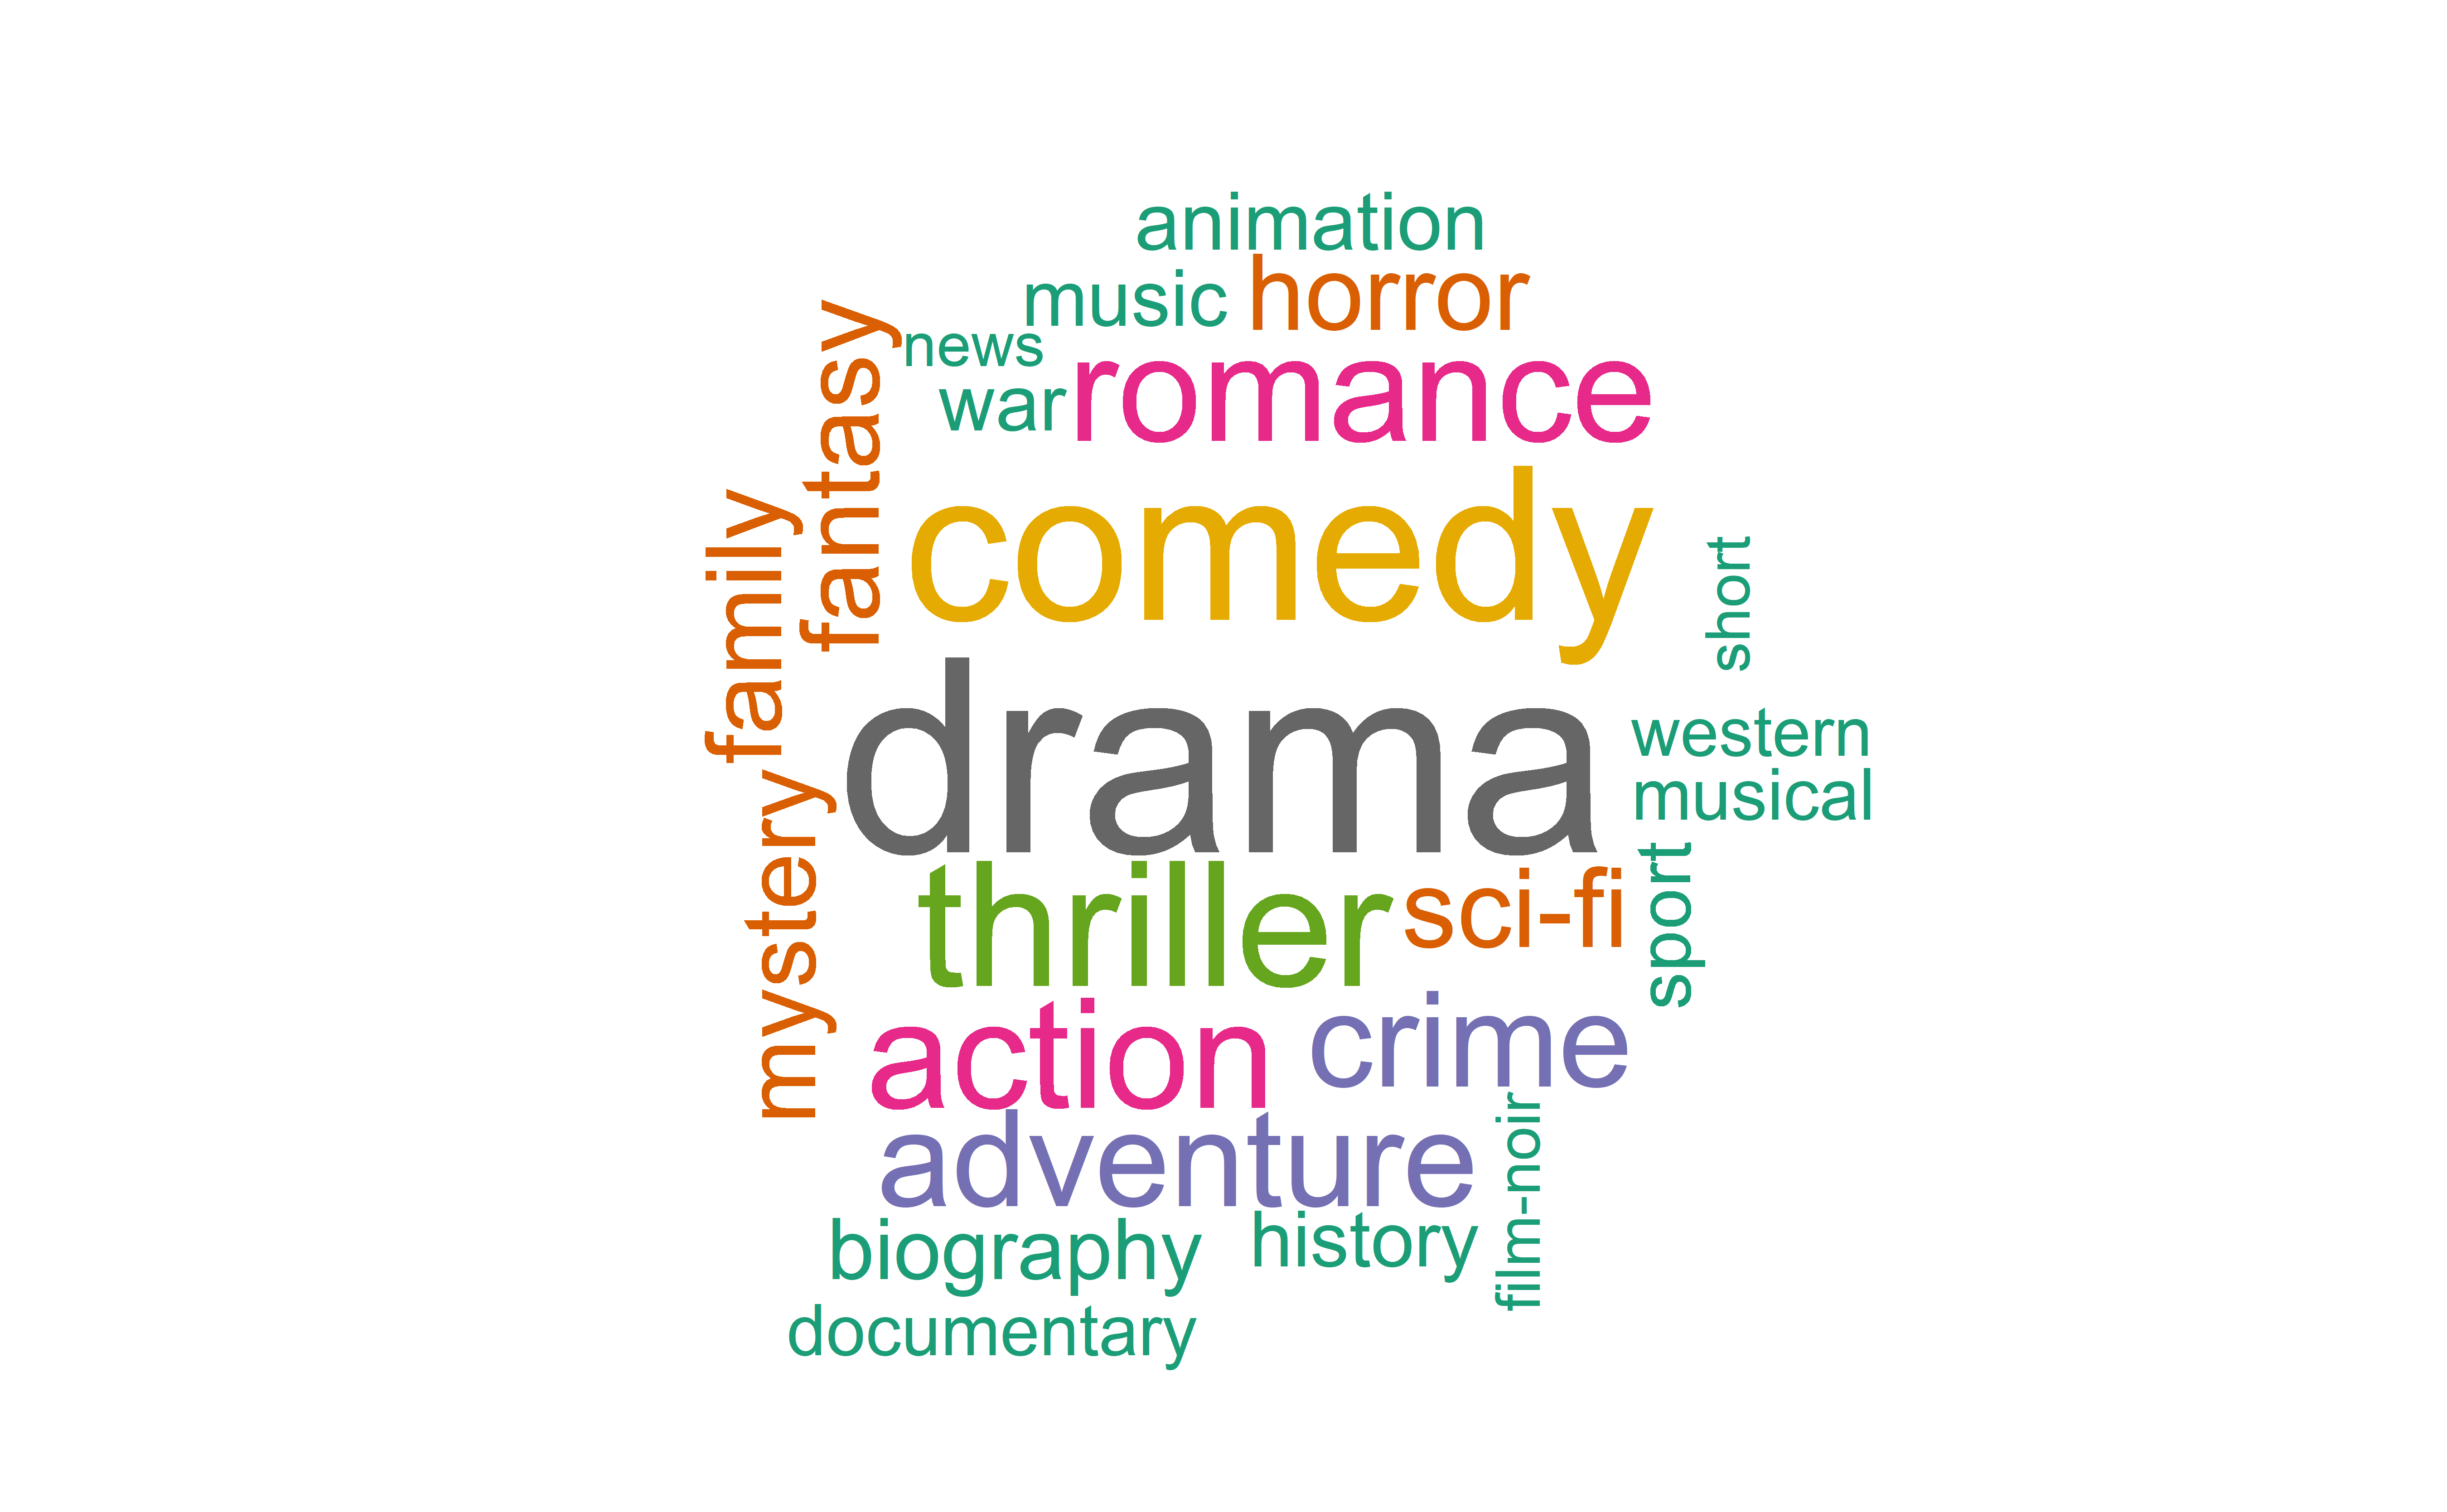 animation
music horror
news
war romance
fantasy
family
comedy
short
drama
western
musical
mystery
thriller sci-fi
sport
action crime
adventure
film-noir
biography history
documentary